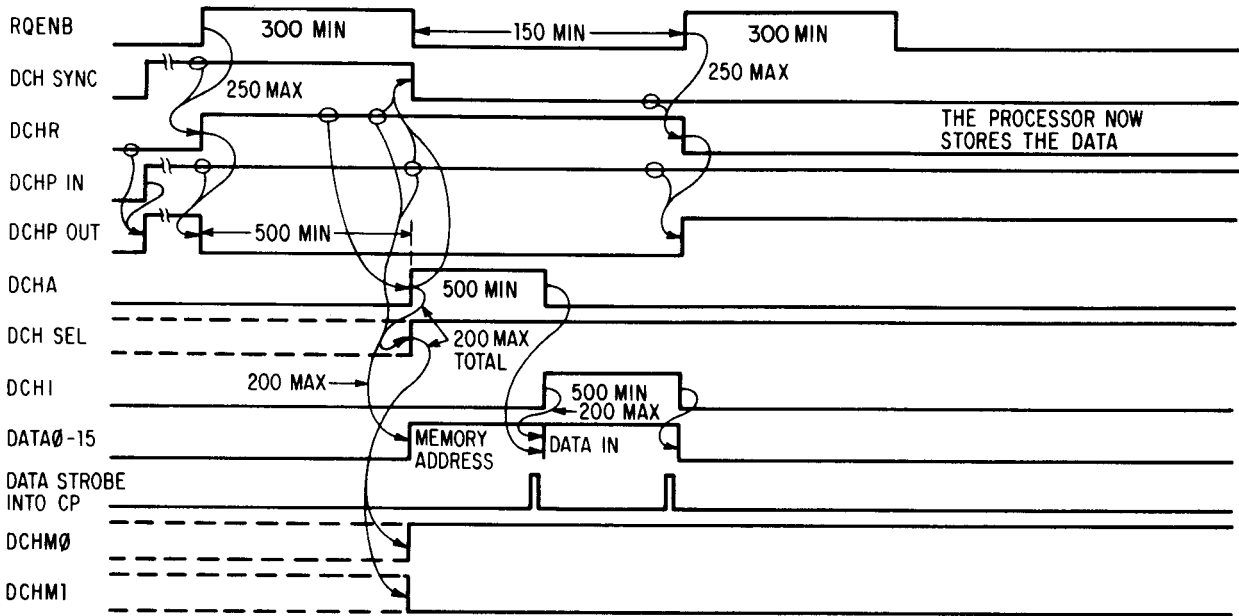 RQENB
300 MIN
150 MIN
300 MIN
DCH SYNC
250 MAX
250 MAX
DCHR
THE PROCESSOR NOW
STORES THE DATA
DCHP IN
DCHP OUT
500 MIN
DCHA
500 MIN
DCH SEL
200 MAX
TOTAL
200 MAX
DCHI
500 MIN
200 MAX
DATAØ-15
MEMORY
ADDRESS
DATA IN
DATA STROBE
INTO CP
DCHMØ
DCHM1